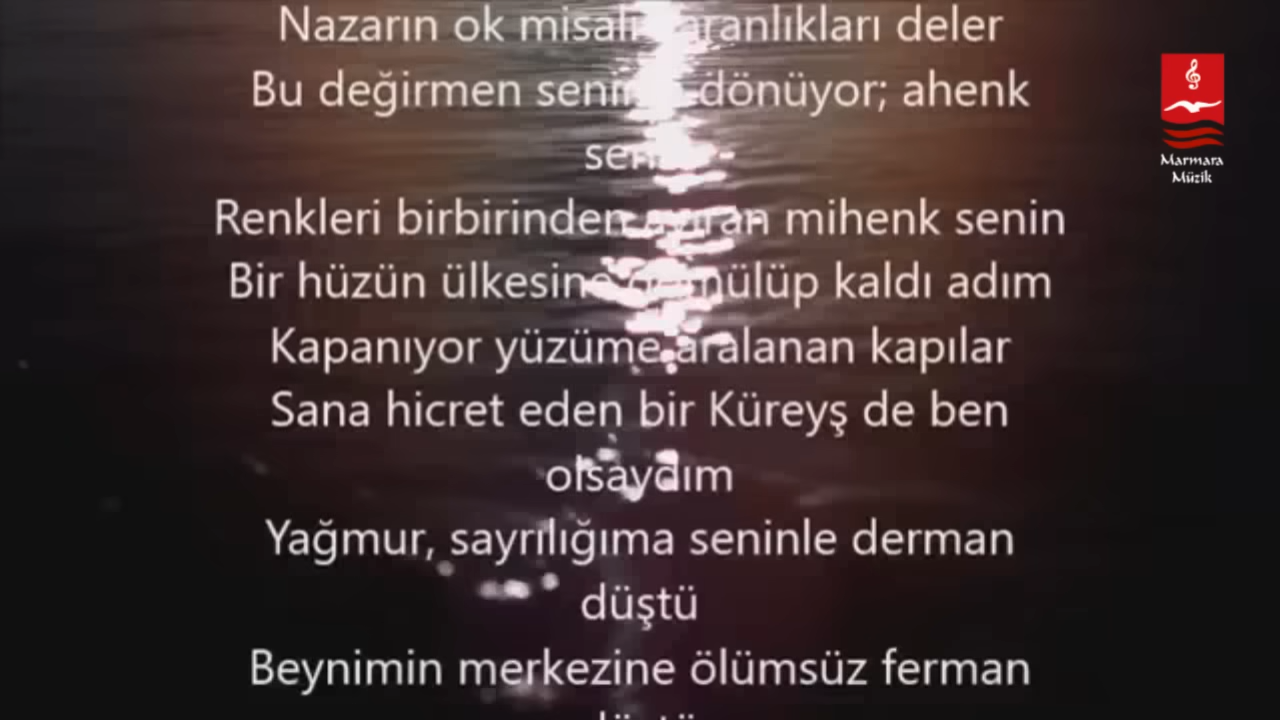 Nazarın ok misali karanlıkları deler
Bu değirmen seninle dönüyor; ahenk
senin
Renkleri birbirinden ayıran mihenk senin
Bir hüzün ülkesine gömülüp kaldı adım
Kapanıyor yüzüme aralanan kapılar
Sana hicret eden bir Küreyş de ben
olsaydım
Yağmur, sayrılığıma seninle derman
düştü
Beynimin merkezine ölümsüz ferman
Marmara
Müzik